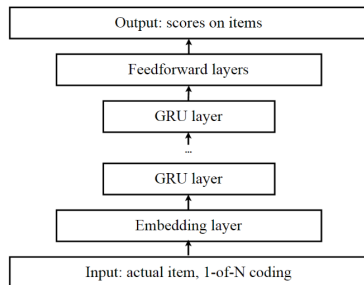 Output: scores on items
Feedforward layers
GRU layer
...
GRU layer
Embedding layer
Input: actual item, 1-of-N coding